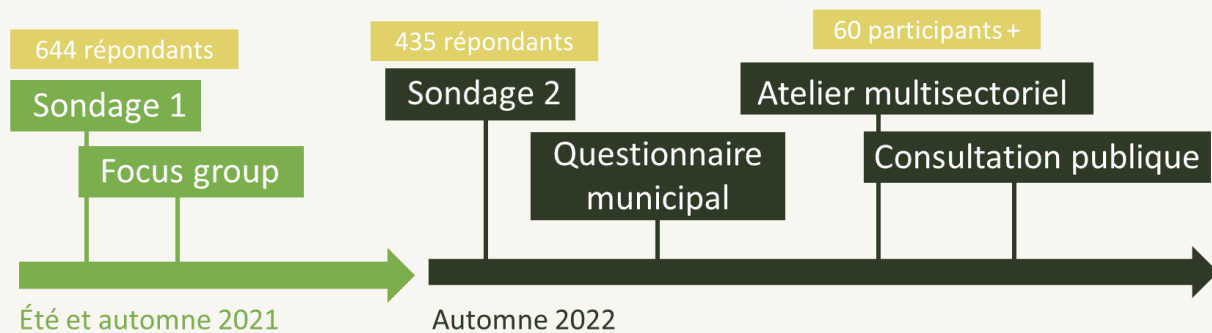 644 répondants
Sondage 1
Focus group
Été et automne 2021
435 répondants
Sondage 2
Questionnaire
municipal
60 participants +
Atelier multisectoriel
Consultation publique
Automne 2022